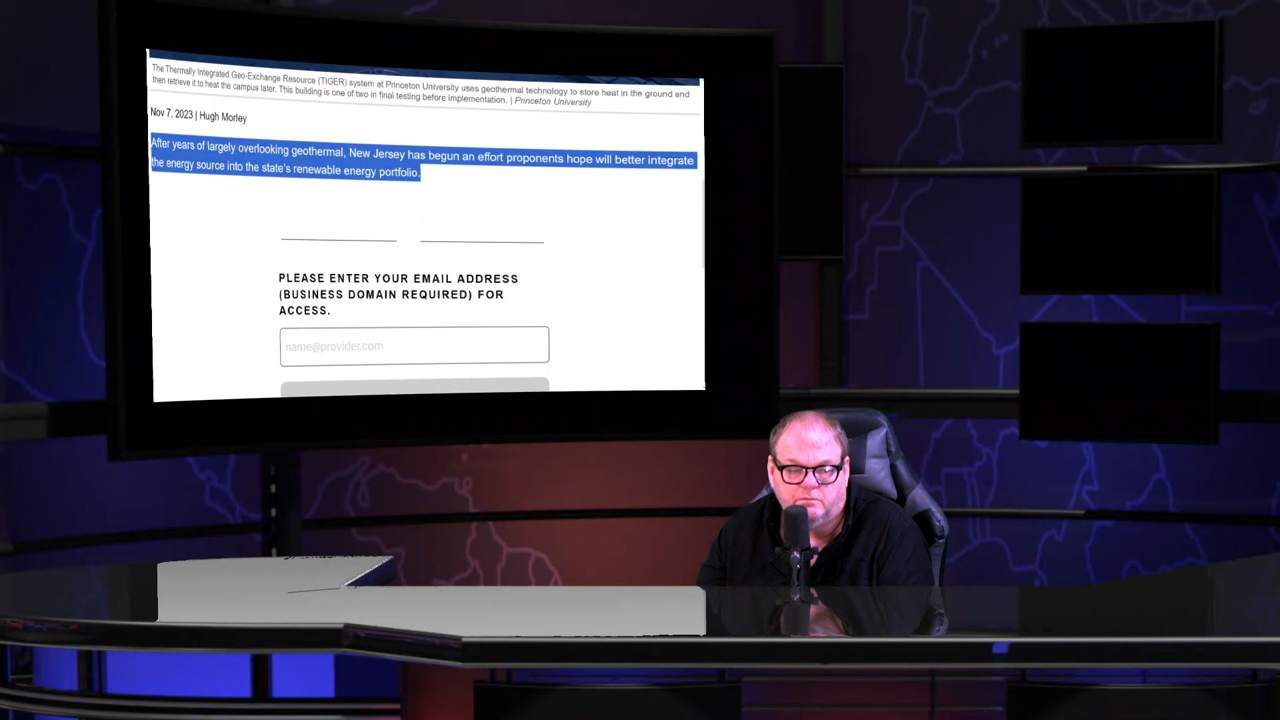 The Thermally Integrated Geo-Exchange Resource (TIGER) system at Princeton University uses geothermal technology to store heat in the ground and
then retrieve it to heat the campus later. This building is one of two in final testing before implementation. | Princeton University
Nov 7, 2023 | Hugh Morley
After years of largely overlooking geothermal, New Jersey has begun an effort proponents hope will better integrate
the energy source into the state's renewable energy portfolio.
PLEASE ENTER YOUR EMAIL ADDRESS
(BUSINESS DOMAIN REQUIRED) FOR
ACCESS.
name@provider.com